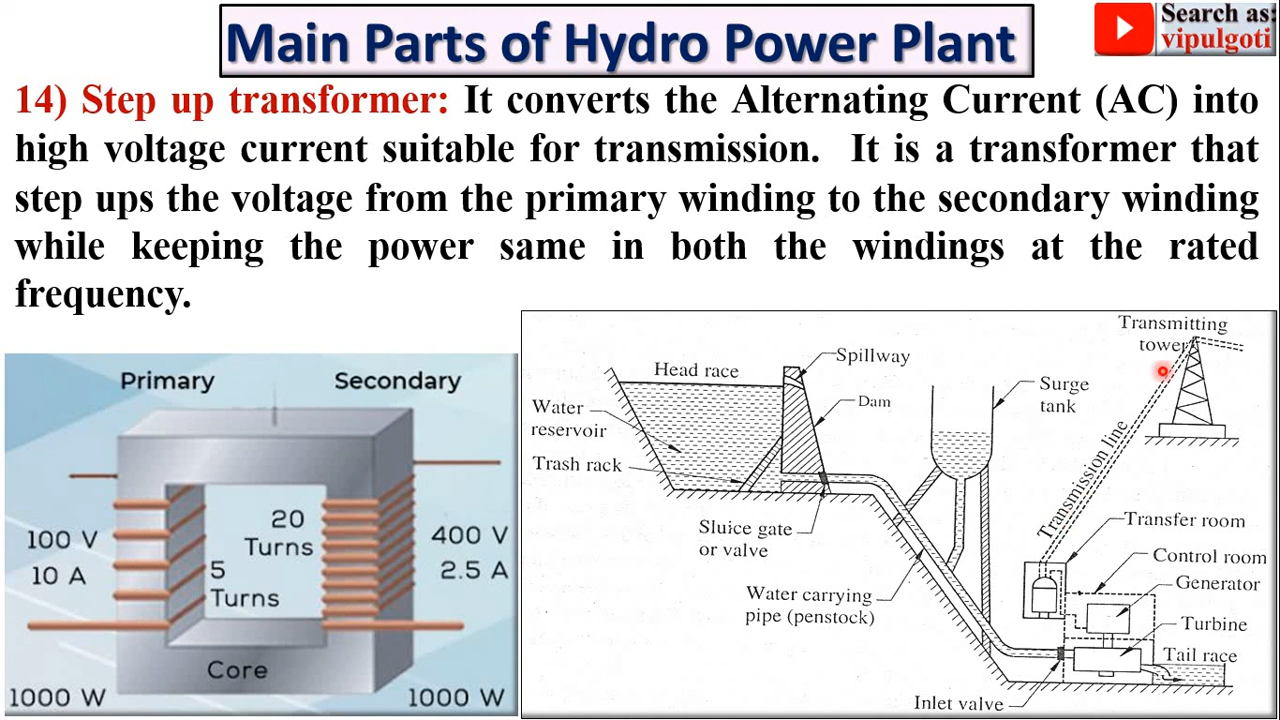 Main Parts of Hydro Power Plant
Search as:
vipulgoti
14) Step up transformer: It converts the Alternating Current (AC) into
high voltage current suitable for transmission. It is a transformer that
step ups the voltage from the primary winding to the secondary winding
while keeping the power same in both the windings at the rated
frequency.
Primary
Secondary
100 V
10 A
5
Turns
20
Turns
400 V
2.5 A
Core
1000 W
1000 W
Transmitting
tower
Spillway
Head race
Dam
Surge
tank
Water
reservoir
Trash rack
Transmission line
Sluice gate
or valve
Transfer room
Control room
Generator
Water carrying
pipe (penstock)
Turbine
Tail race
Inlet valve